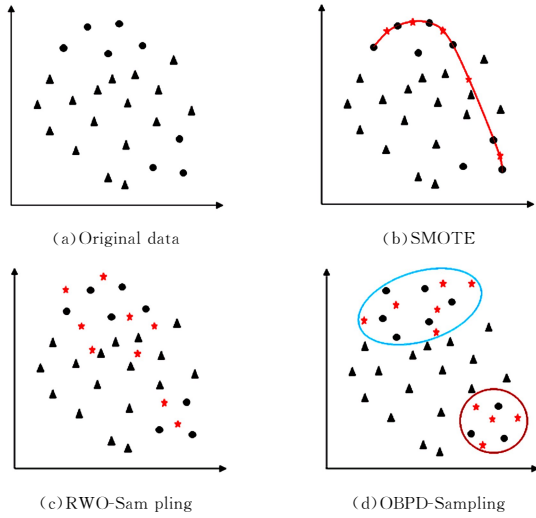 (a)Original data
(b)SMOTE
(c)RWO-Sam pling
(d)OBPD-Sampling